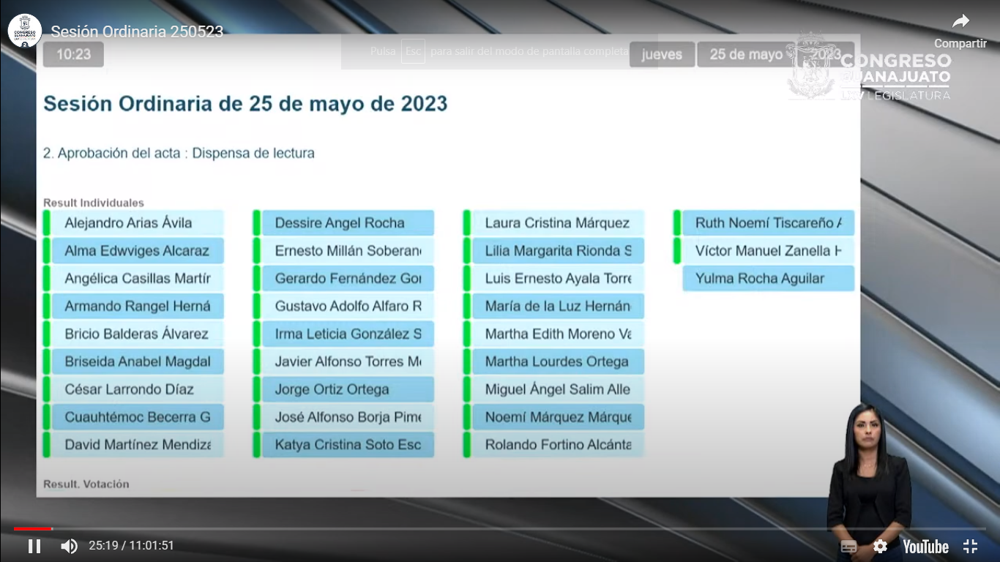 Sesión Ordinaria 250523
Compartir
10:23
Pulsa Esc para salir del modo de pantalla completa
jueves
25 de mayo
2023
CONGRESO
GUANAJUATO
LXV LEGISLATURA
Sesión Ordinaria de 25 de mayo de 2023
2. Aprobación del acta : Dispensa de lectura
Result Individuales
Alejandro Arias Ávila
Alma Edwviges Alcaraz
Angélica Casillas Martír
Armando Rangel Herná
Bricio Balderas Álvarez
Briseida Anabel Magdal
César Larrondo Díaz
Cuauhtémoc Becerra G
David Martínez Mendizá
Dessire Angel Rocha
Ernesto Millán Soberan
Gerardo Fernández Gor
Gustavo Adolfo Alfaro R
Irma Leticia González S
Javier Alfonso Torres Me
Jorge Ortiz Ortega
José Alfonso Borja Pime
Katya Cristina Soto Esc
Laura Cristina Márquez
Lilia Margarita Rionda S
Luis Ernesto Ayala Torre
María de la Luz Hernán
Martha Edith Moreno Va
Martha Lourdes Ortega
Miguel Ángel Salim Alle
Noemí Márquez Márque
Rolando Fortino Alcánta
Ruth Noemí Tiscareño A
Víctor Manuel Zanella H
Yulma Rocha Aguilar
Result. Votación
25:19 / 11:01:51
YouTube